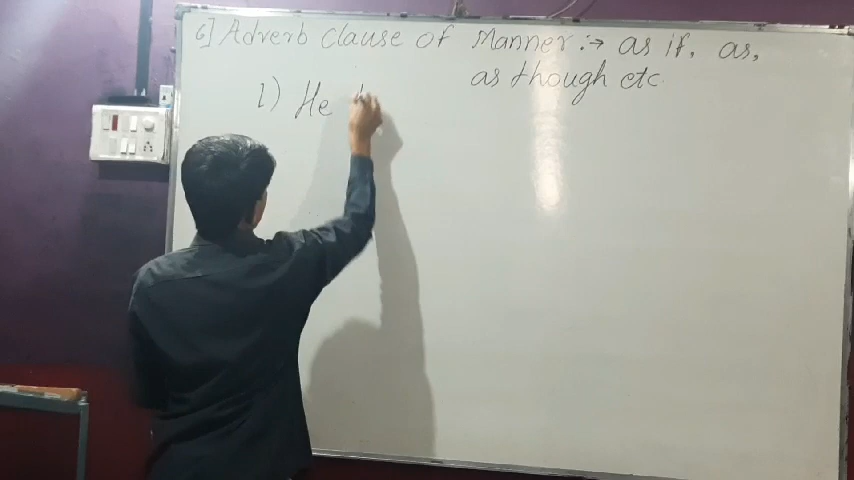 6] Adverb clause of Manner :→ as if, as,
as though etc
1) He